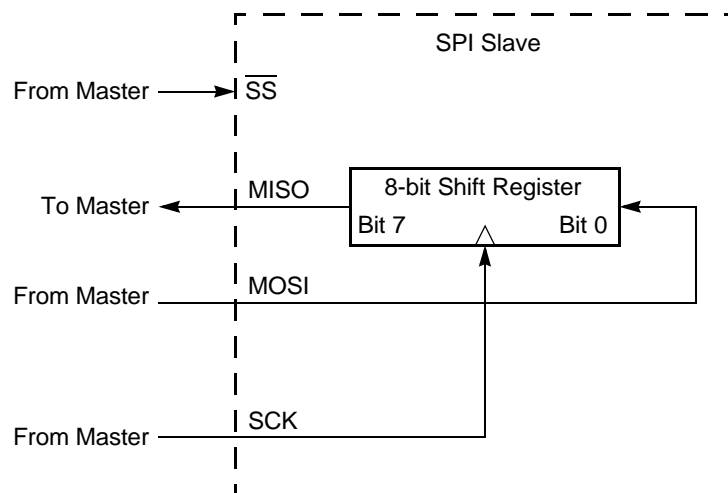 SPI Slave
From Master
SS
To Master
MISO
8-bit Shift Register
Bit 7
Bit 0
From Master
MOSI
From Master
SCK